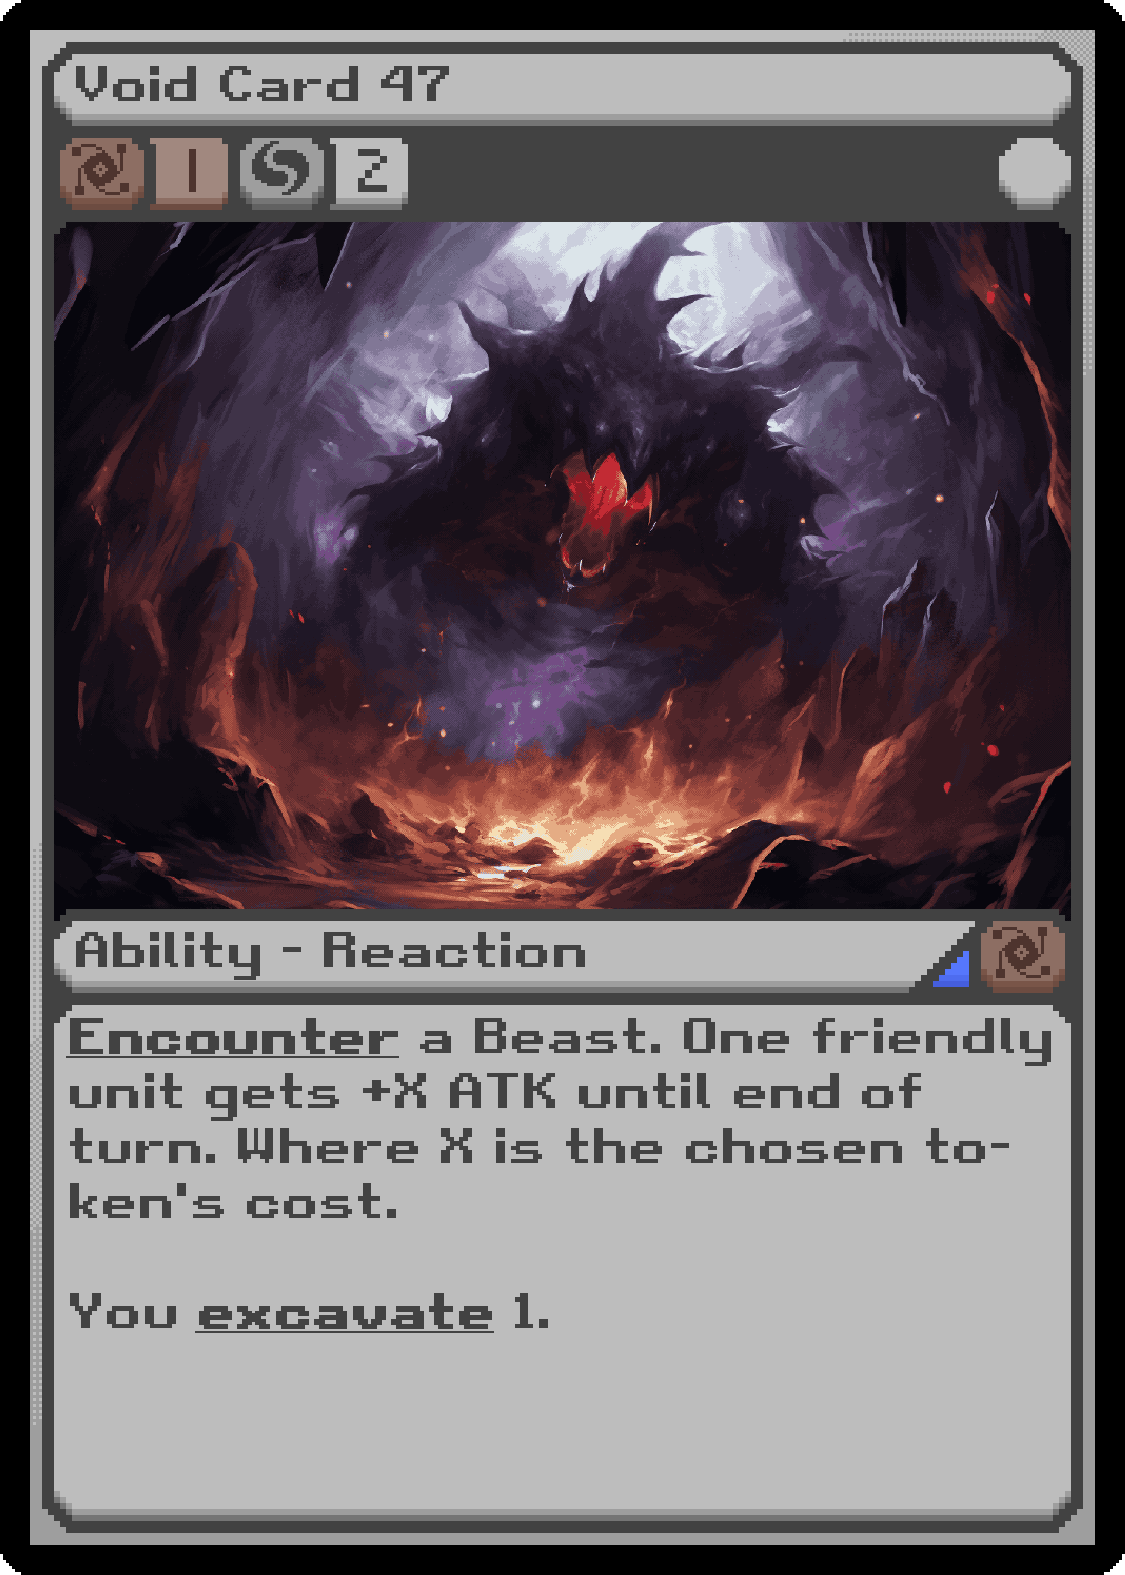 Void Card 47
1 2
Ability - Reaction
Encounter a Beast. One friendly
unit gets +X ATK until end of
turn. Where X is the chosen to-
ken's cost.
You excavate 1.